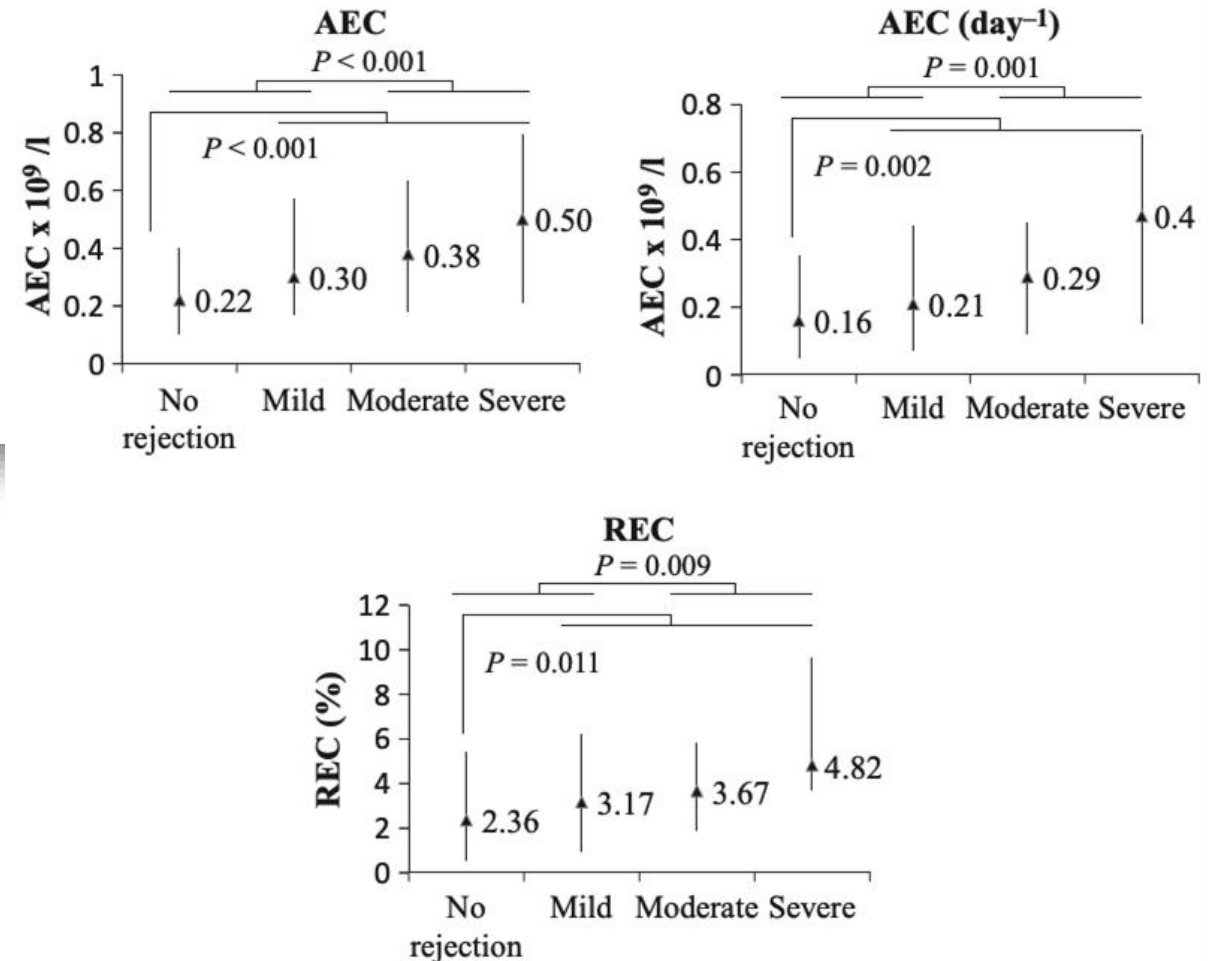 AEC
P < 0.001
P < 0.001
AEC x 10⁹ /l
1
0.8
0.6
0.4
0.2
0
0.22
0.30
0.38
0.50
No rejection
Mild
Moderate
Severe
AEC (day⁻¹)
P = 0.001
P = 0.002
AEC x 10⁹ /l
0.8
0.6
0.4
0.2
0
0.16
0.21
0.29
0.4
No rejection
Mild
Moderate
Severe
REC
P = 0.009
P = 0.011
REC (%)
12
10
8
6
4
2
0
2.36
3.17
3.67
4.82
No rejection
Mild
Moderate
Severe